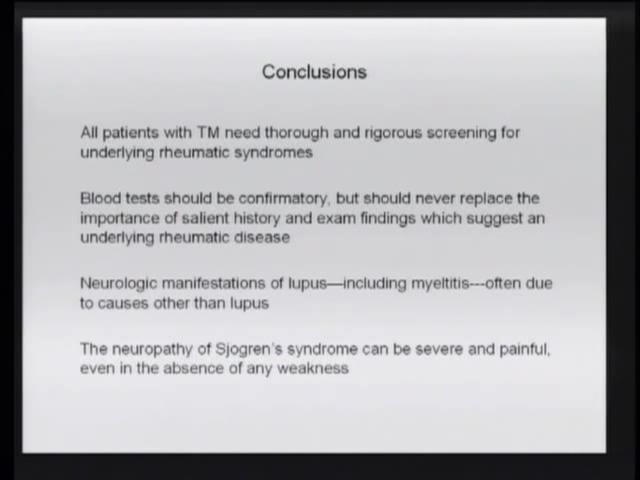 Conclusions
All patients with TM need thorough and rigorous screening for
underlying rheumatic syndromes
Blood tests should be confirmatory, but should never replace the
importance of salient history and exam findings which suggest an
underlying rheumatic disease
Neurologic manifestations of lupus—including myeltitis---often due
to causes other than lupus
The neuropathy of Sjogren's syndrome can be severe and painful,
even in the absence of any weakness